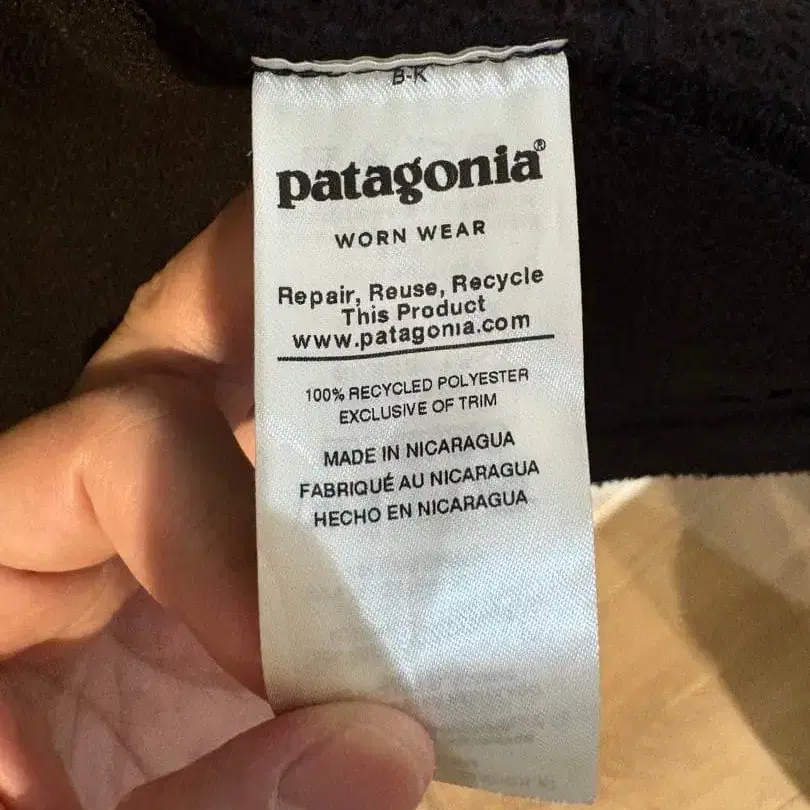 B-K
patagonia®
WORN WEAR
Repair, Reuse, Recycle
This Product
www.patagonia.com
100% RECYCLED POLYESTER
EXCLUSIVE OF TRIM
MADE IN NICARAGUA
FABRIQUÉ AU NICARAGUA
HECHO EN NICARAGUA